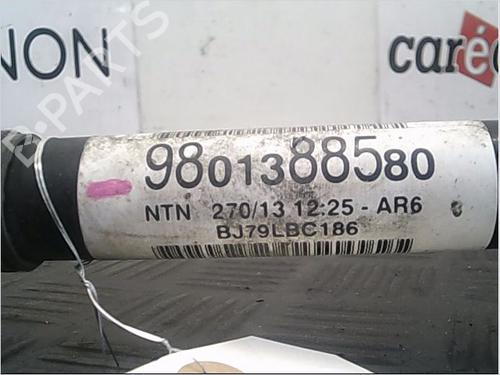 NON
caré
B-PARTS
9801388580
NTN 270/13 12:25 - AR6
BJ79LBC186